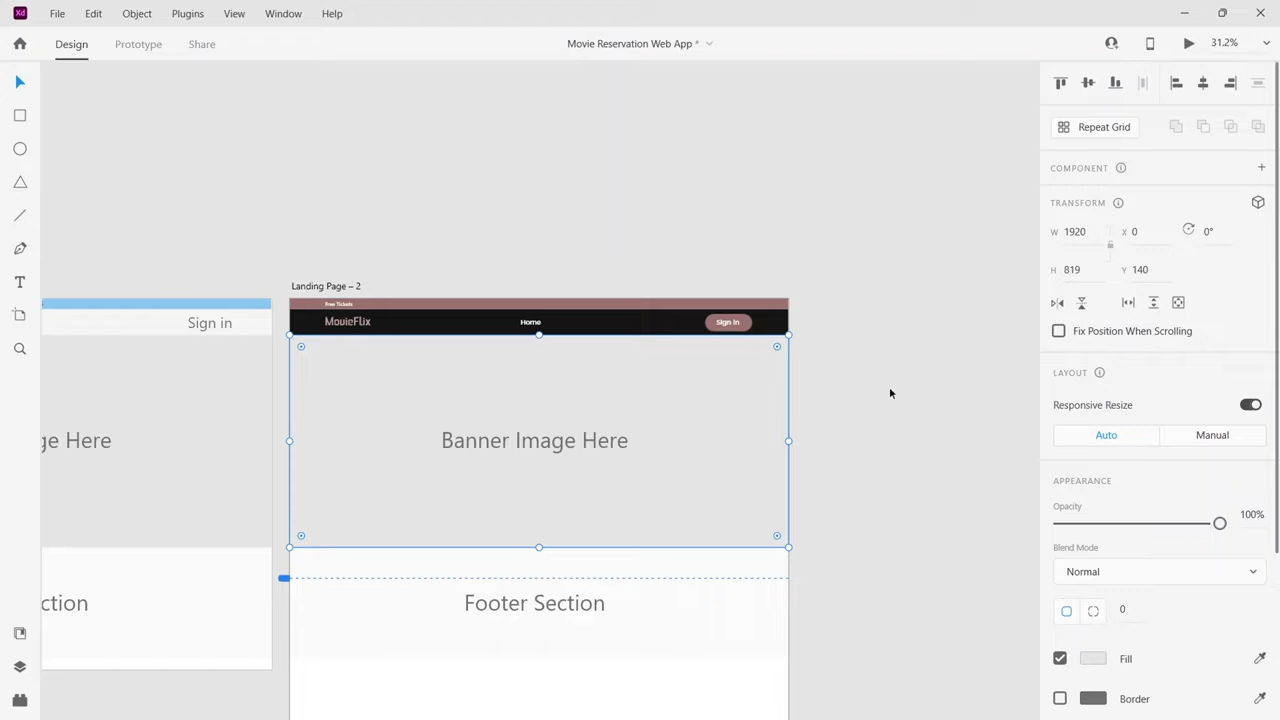 Xd File Edit Object Plugins View Window Help
Design Prototype Share Movie Reservation Web App * 31.2%
Repeat Grid
COMPONENT
TRANSFORM
W 1920 X 0 0°
H 819 Y 140
Landing Page – 2
Free Tickets
Sign in MovieFlix Home Sign In
Fix Position When Scrolling
LAYOUT
Responsive Resize
Auto Manual
ge Here Banner Image Here
APPEARANCE
Opacity
100%
Blend Mode
Normal
ction Footer Section
0
Fill
Border